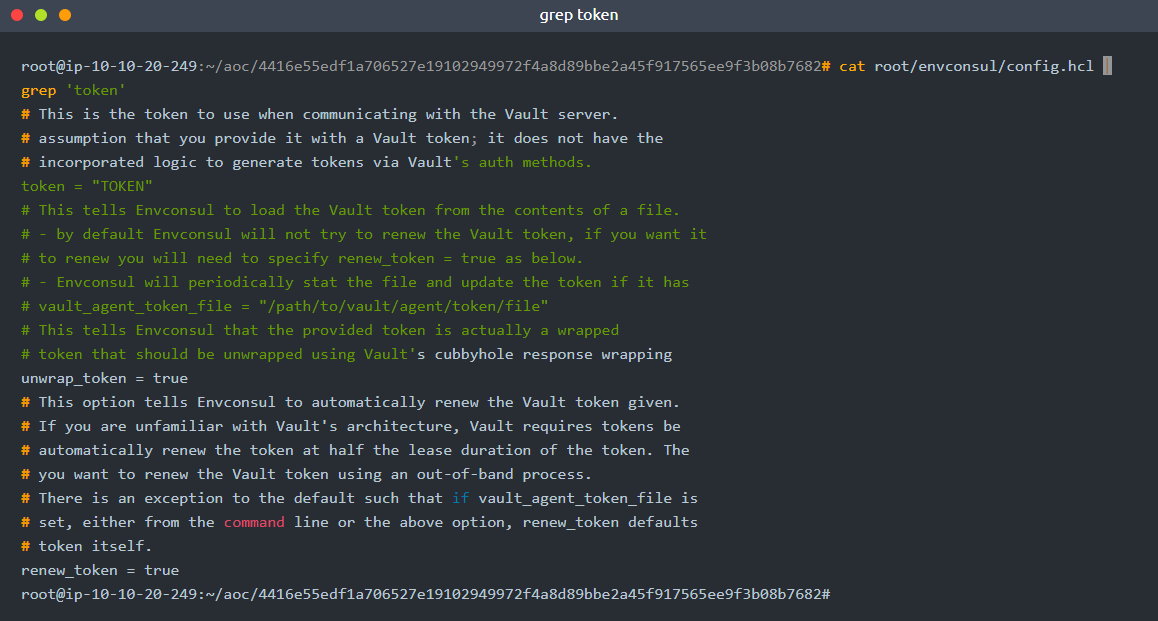 grep token
root@ip-10-10-20-249:~/aoc/4416e55edf1a706527e19102949972f4a8d89bbe2a45f917565ee9f3b08b7682# cat root/envconsul/config.hcl |
grep 'token'
# This is the token to use when communicating with the Vault server.
# assumption that you provide it with a Vault token; it does not have the
# incorporated logic to generate tokens via Vault's auth methods.
token = "TOKEN"
# This tells Envconsul to load the Vault token from the contents of a file.
# - by default Envconsul will not try to renew the Vault token, if you want it
# to renew you will need to specify renew_token = true as below.
# - Envconsul will periodically stat the file and update the token if it has
# vault_agent_token_file = "/path/to/vault/agent/token/file"
# This tells Envconsul that the provided token is actually a wrapped
# token that should be unwrapped using Vault's cubbyhole response wrapping
unwrap_token = true
# This option tells Envconsul to automatically renew the Vault token given.
# If you are unfamiliar with Vault's architecture, Vault requires tokens be
# automatically renew the token at half the lease duration of the token. The
# you want to renew the Vault token using an out-of-band process.
# There is an exception to the default such that if vault_agent_token_file is
# set, either from the command line or the above option, renew_token defaults
# token itself.
renew_token = true
root@ip-10-10-20-249:~/aoc/4416e55edf1a706527e19102949972f4a8d89bbe2a45f917565ee9f3b08b7682#